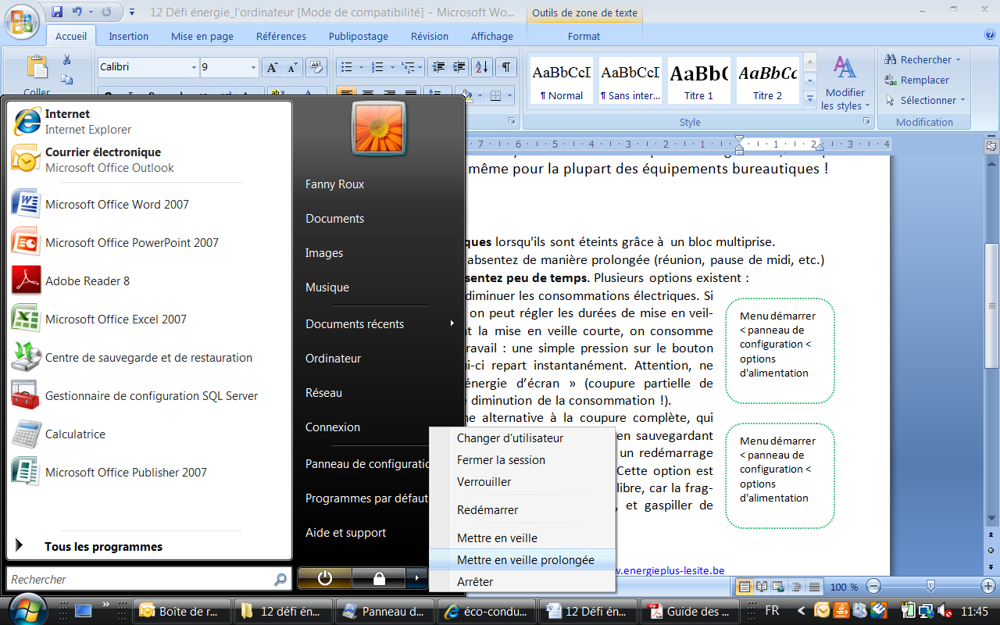 12 Défi énergie_l'ordinateur [Mode de compatibilité] - Microsoft Wo...
Outils de zone de texte
Accueil
Insertion
Mise en page
Références
Publipostage
Révision
Affichage
Format
Coller
Calibri
9
AaBbCcI
¶ Normal
AaBbCcI
¶ Sans inter...
AaBbC
Titre 1
AaBbCc
Titre 2
Modifier
les styles
Style
Rechercher
Remplacer
Sélectionner
Modification
7 6 5 4 3 2 1 1 2 3 4
même pour la plupart des équipements bureautiques !
ques lorsqu'ils sont éteints grâce à un bloc multiprise.
absentez de manière prolongée (réunion, pause de midi, etc.)
sentez peu de temps. Plusieurs options existent :
diminuer les consommations électriques. Si
on peut régler les durées de mise en veil-
t la mise en veille courte, on consomme
ravail : une simple pression sur le bouton
i-ci repart instantanément. Attention, ne
énergie d’écran » (coupure partielle de
e diminution de la consommation !).
ne alternative à la coupure complète, qui
en sauvegardant
un redémarrage
Cette option est
libre, car la frag-
, et gaspiller de
Menu démarrer
< panneau de
configuration <
options
d'alimentation
Menu démarrer
< panneau de
configuration <
options
d'alimentation
w.energieplus-lesite.be
Internet
Internet Explorer
Courrier électronique
Microsoft Office Outlook
Microsoft Office Word 2007
Microsoft Office PowerPoint 2007
Adobe Reader 8
Microsoft Office Excel 2007
Centre de sauvegarde et de restauration
Gestionnaire de configuration SQL Server
Calculatrice
Microsoft Office Publisher 2007
Tous les programmes
Rechercher
Fanny Roux
Documents
Images
Musique
Documents récents
Ordinateur
Réseau
Connexion
Panneau de configuratio
Programmes par défaut
Aide et support
Changer d’utilisateur
Fermer la session
Verrouiller
Redémarrer
Mettre en veille
Mettre en veille prolongée
Arrêter
100 %
Boîte de r...
12 défi én...
Panneau d...
éco-condu...
12 Défi éne...
Guide des ...
FR
11:45